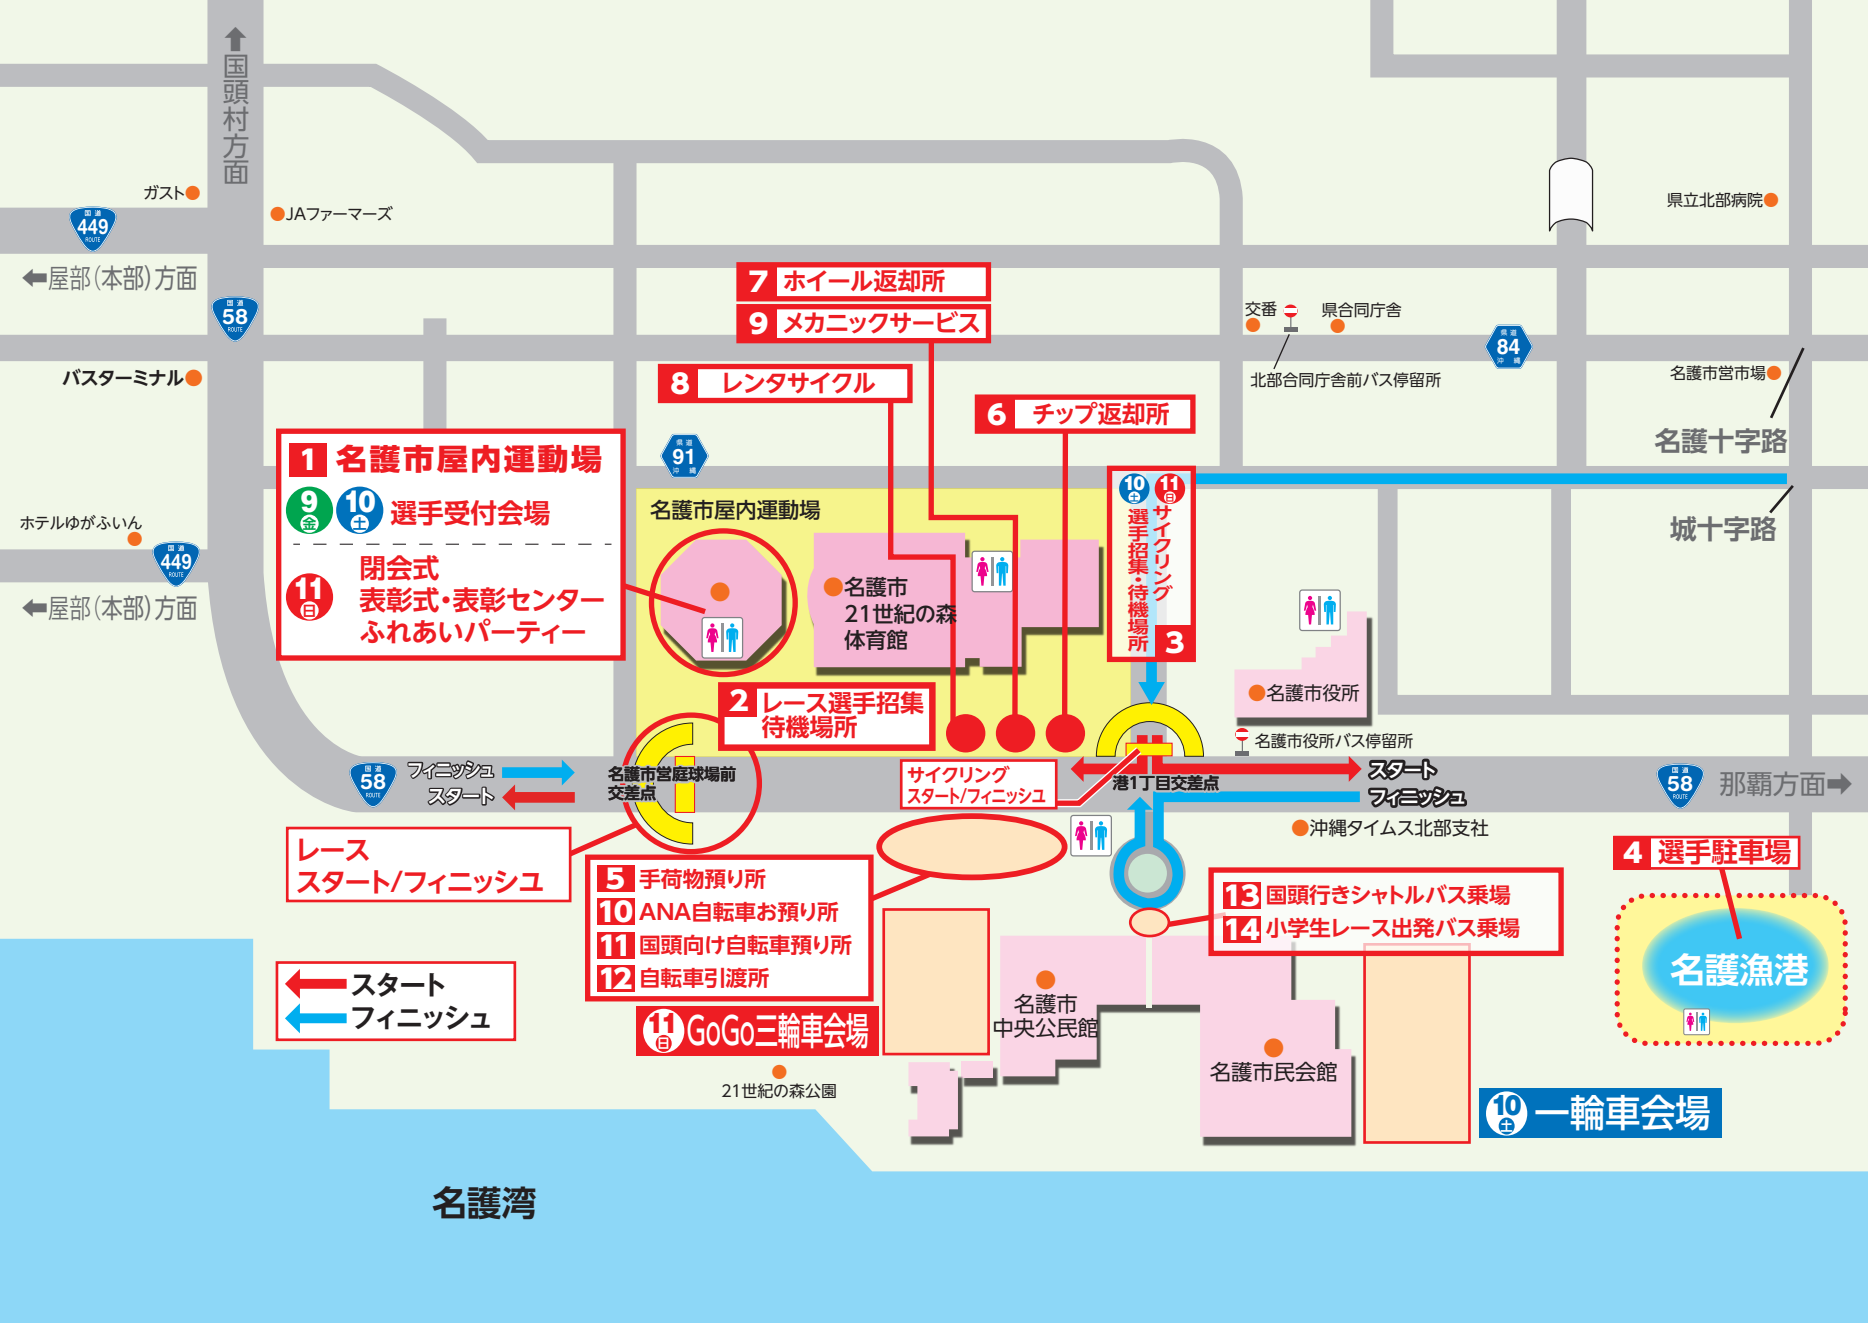 国頭村方面
ガスト
JAファーマーズ
国道
449
ROUTE
屋部(本部)方面
国道
58
ROUTE
バスターミナル
7 ホイール返却所
9 メカニックサービス
8 レンタサイクル
6 チップ返却所
交番
県合同庁舎
北部合同庁舎前バス停留所
県道
84
沖縄
県立北部病院
名護市営市場
名護十字路
城十字路
県道
91
沖縄
1 名護市屋内運動場
9 金 10 土 選手受付会場
11 日 閉会式
表彰式・表彰センター
ふれあいパーティー
ホテルゆがふいん
国道
449
ROUTE
屋部(本部)方面
名護市屋内運動場
名護市
21世紀の森
体育館
10 土 11 日
サイクリング
選手招集・待機場所
3
2 レース選手招集
待機場所
名護市役所
名護市役所バス停留所
国道
58
ROUTE
フィニッシュ
スタート
名護市営庭球場前
交差点
サイクリング
スタート/フィニッシュ
港1丁目交差点
スタート
フィニッシュ
国道
58
ROUTE
那覇方面
沖縄タイムス北部支社
レース
スタート/フィニッシュ
5 手荷物預り所
10 ANA自転車お預り所
11 国頭向け自転車預り所
12 自転車引渡所
13 国頭行きシャトルバス乗場
14 小学生レース出発バス乗場
4 選手駐車場
名護漁港
スタート
フィニッシュ
11 日 GoGo三輪車会場
21世紀の森公園
名護市
中央公民館
名護市民会館
10 土 一輪車会場
名護湾